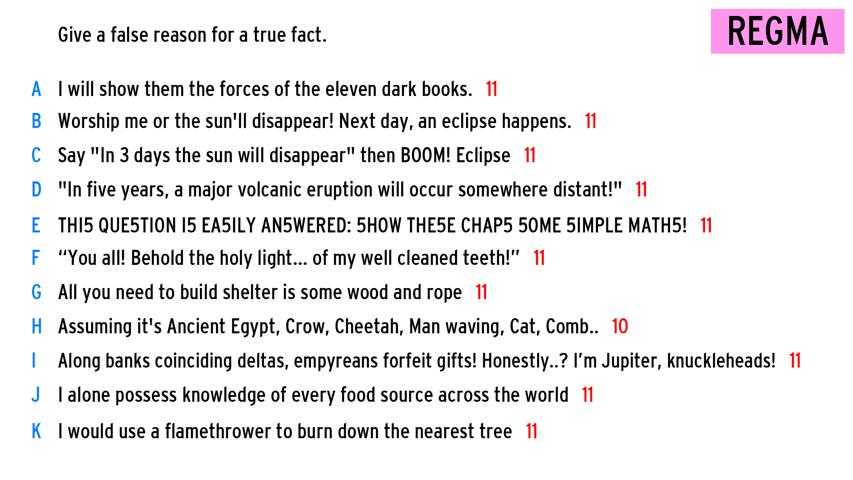 Give a false reason for a true fact.
REGMA
A I will show them the forces of the eleven dark books. 11
B Worship me or the sun'll disappear! Next day, an eclipse happens. 11
C Say "In 3 days the sun will disappear" then BOOM! Eclipse 11
D "In five years, a major volcanic eruption will occur somewhere distant!" 11
E THI5 QUE5TION I5 EA5ILY AN5WERED: 5HOW THE5E CHAP5 5OME 5IMPLE MATH5! 11
F “You all! Behold the holy light... of my well cleaned teeth!” 11
G All you need to build shelter is some wood and rope 11
H Assuming it's Ancient Egypt, Crow, Cheetah, Man waving, Cat, Comb.. 10
I Along banks coinciding deltas, empyreans forfeit gifts! Honestly..? I’m Jupiter, knuckleheads! 11
J I alone possess knowledge of every food source across the world 11
K I would use a flamethrower to burn down the nearest tree 11